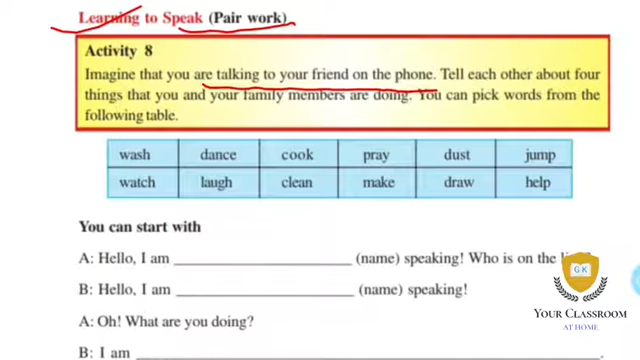 Learning to Speak (Pair work)
Activity 8
Imagine that you are talking to your friend on the phone. Tell each other about four
things that you and your family members are doing. You can pick words from the
following table.
wash dance cook pray dust jump
watch laugh clean make draw help
You can start with
A: Hello, I am ____________________ (name) speaking! Who is on the
B: Hello, I am ____________________ (name) speaking!
A: Oh! What are you doing?
B: I am ____________________.
GK
YOUR CLASSROOM
AT HOME